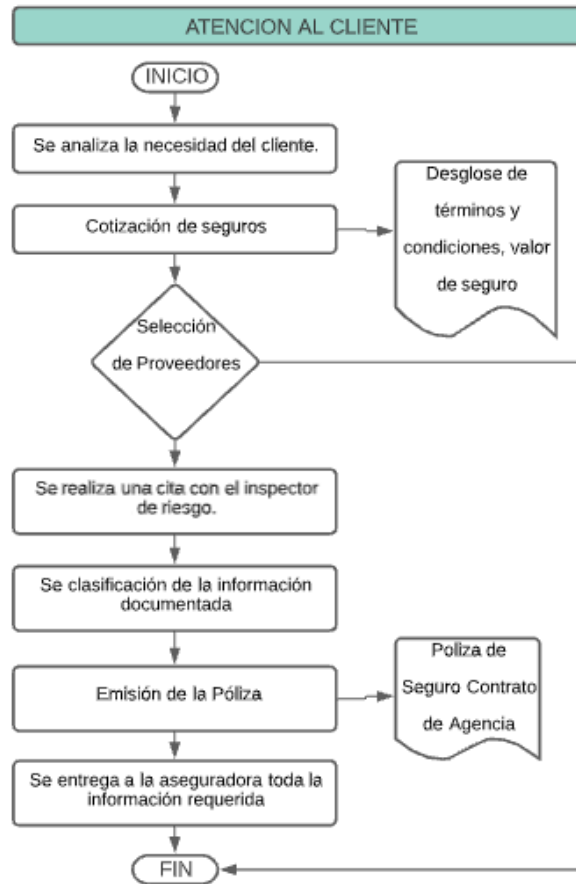 ATENCION AL CLIENTE
INICIO
Se analiza la necesidad del cliente.
Cotización de seguros
Desglose de
términos y
condiciones, valor
de seguro
Selección
de Proveedores
Se realiza una cita con el inspector
de riesgo.
Se clasificación de la información
documentada
Emisión de la Póliza
Poliza de
Seguro Contrato
de Agencia
Se entrega a la aseguradora toda la
información requerida
FIN